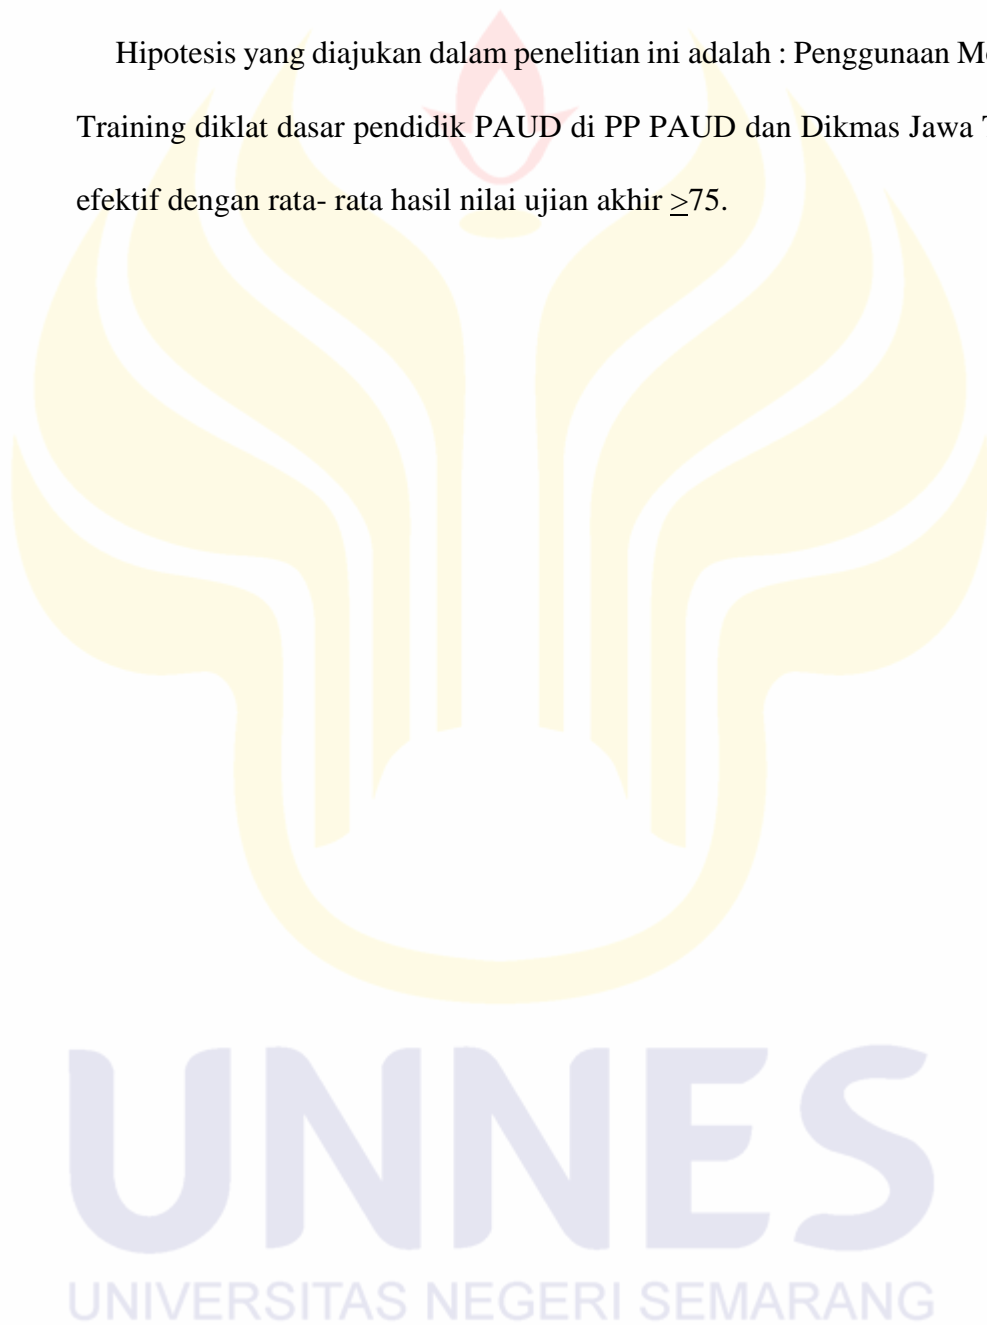 Hipotesis yang diajukan dalam penelitian ini adalah : Penggunaan
Training diklat dasar pendidik PAUD di PP PAUD dan Dikmas Jawa
efektif dengan rata- rata hasil nilai ujian akhir ≥75.
UNNES
UNIVERSITAS NEGERI SEMARANG